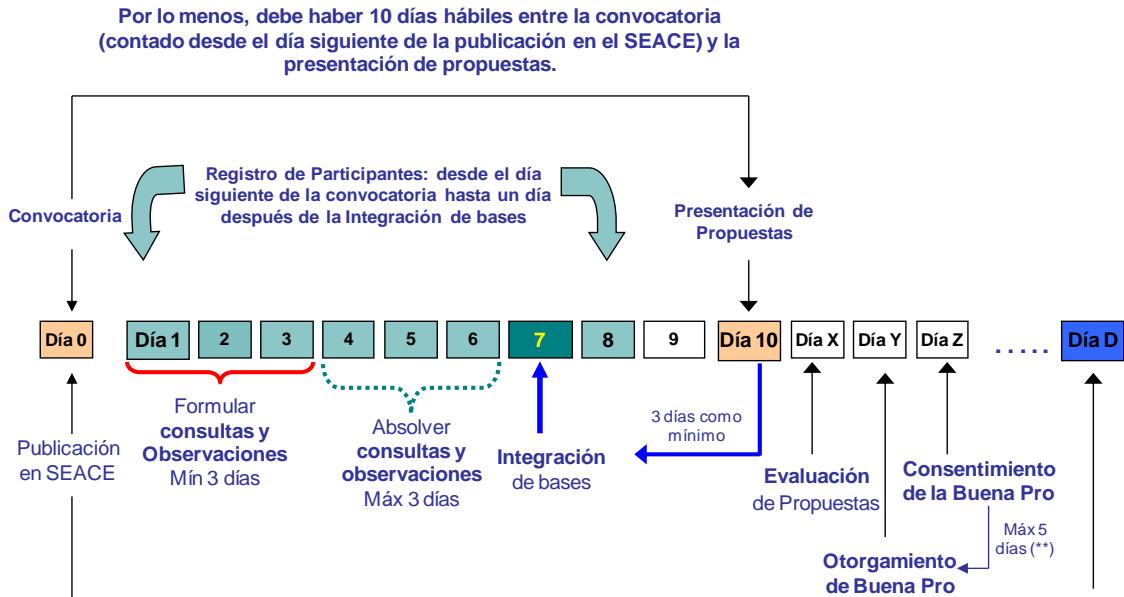 Por lo menos, debe haber 10 días hábiles entre la convocatoria
(contado desde el día siguiente de la publicación en el SEACE) y la
presentación de propuestas.
Registro de Participantes: desde el día
siguiente de la convocatoria hasta un día
después de la Integración de bases
Convocatoria
Presentación de
Propuestas
Día 0
Día 1
2
3
4
5
6
7
8
9
Día 10
Día X
Día Y
Día Z
.....
Día D
Publicación
en SEACE
Formular
consultas y
Observaciones
Min 3 días
Absolver
consultas y
observaciones
Máx 3 días
Integración
de bases
3 días como
mínimo
Evaluación
de Propuestas
Consentimiento
de la Buena Pro
Máx 5
días (**)
Otorgamiento
de Buena Pro